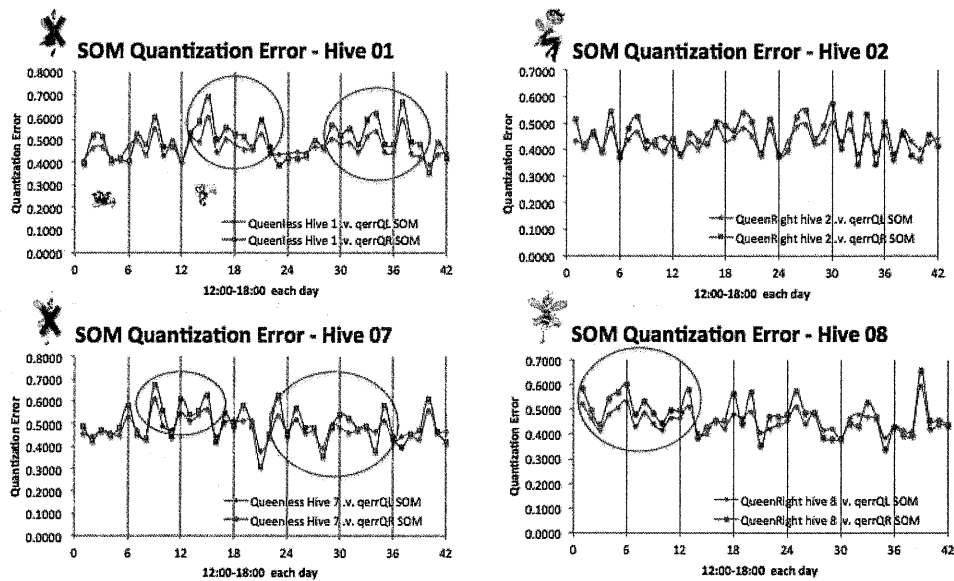 SOM Quantization Error - Hive 01
0.8000
0.7000
0.6000
0.5000
0.4000
0.3000
0.2000
0.1000
0.0000
Quantization Error
Queenless Hive 1 .v. qerrQL SOM
Queenless Hive 1 .v. qerrQR SOM
0 6 12 18 24 30 36 42
12:00-18:00 each day
SOM Quantization Error - Hive 02
0.7000
0.6000
0.5000
0.4000
0.3000
0.2000
0.1000
0.0000
Quantization Error
QueenRight hive 2 .v. qerrQL SOM
QueenRight hive 2 .v. qerrQR SOM
0 6 12 18 24 30 36 42
12:00-18:00 each day
SOM Quantization Error - Hive 07
0.8000
0.7000
0.6000
0.5000
0.4000
0.3000
0.2000
0.1000
0.0000
Quantization Error
Queenless Hive 7 .v. qerrQL SOM
Queenless Hive 7 .v. qerrQR SOM
0 6 12 18 24 30 36 42
12:00-18:00 each day
SOM Quantization Error - Hive 08
0.7000
0.6000
0.5000
0.4000
0.3000
0.2000
0.1000
0.0000
Quantization Error
QueenRight hive 8 .v. qerrQL SOM
QueenRight hive 8 .v. qerrQR SOM
0 6 12 18 24 30 36 42
12:00-18:00 each day